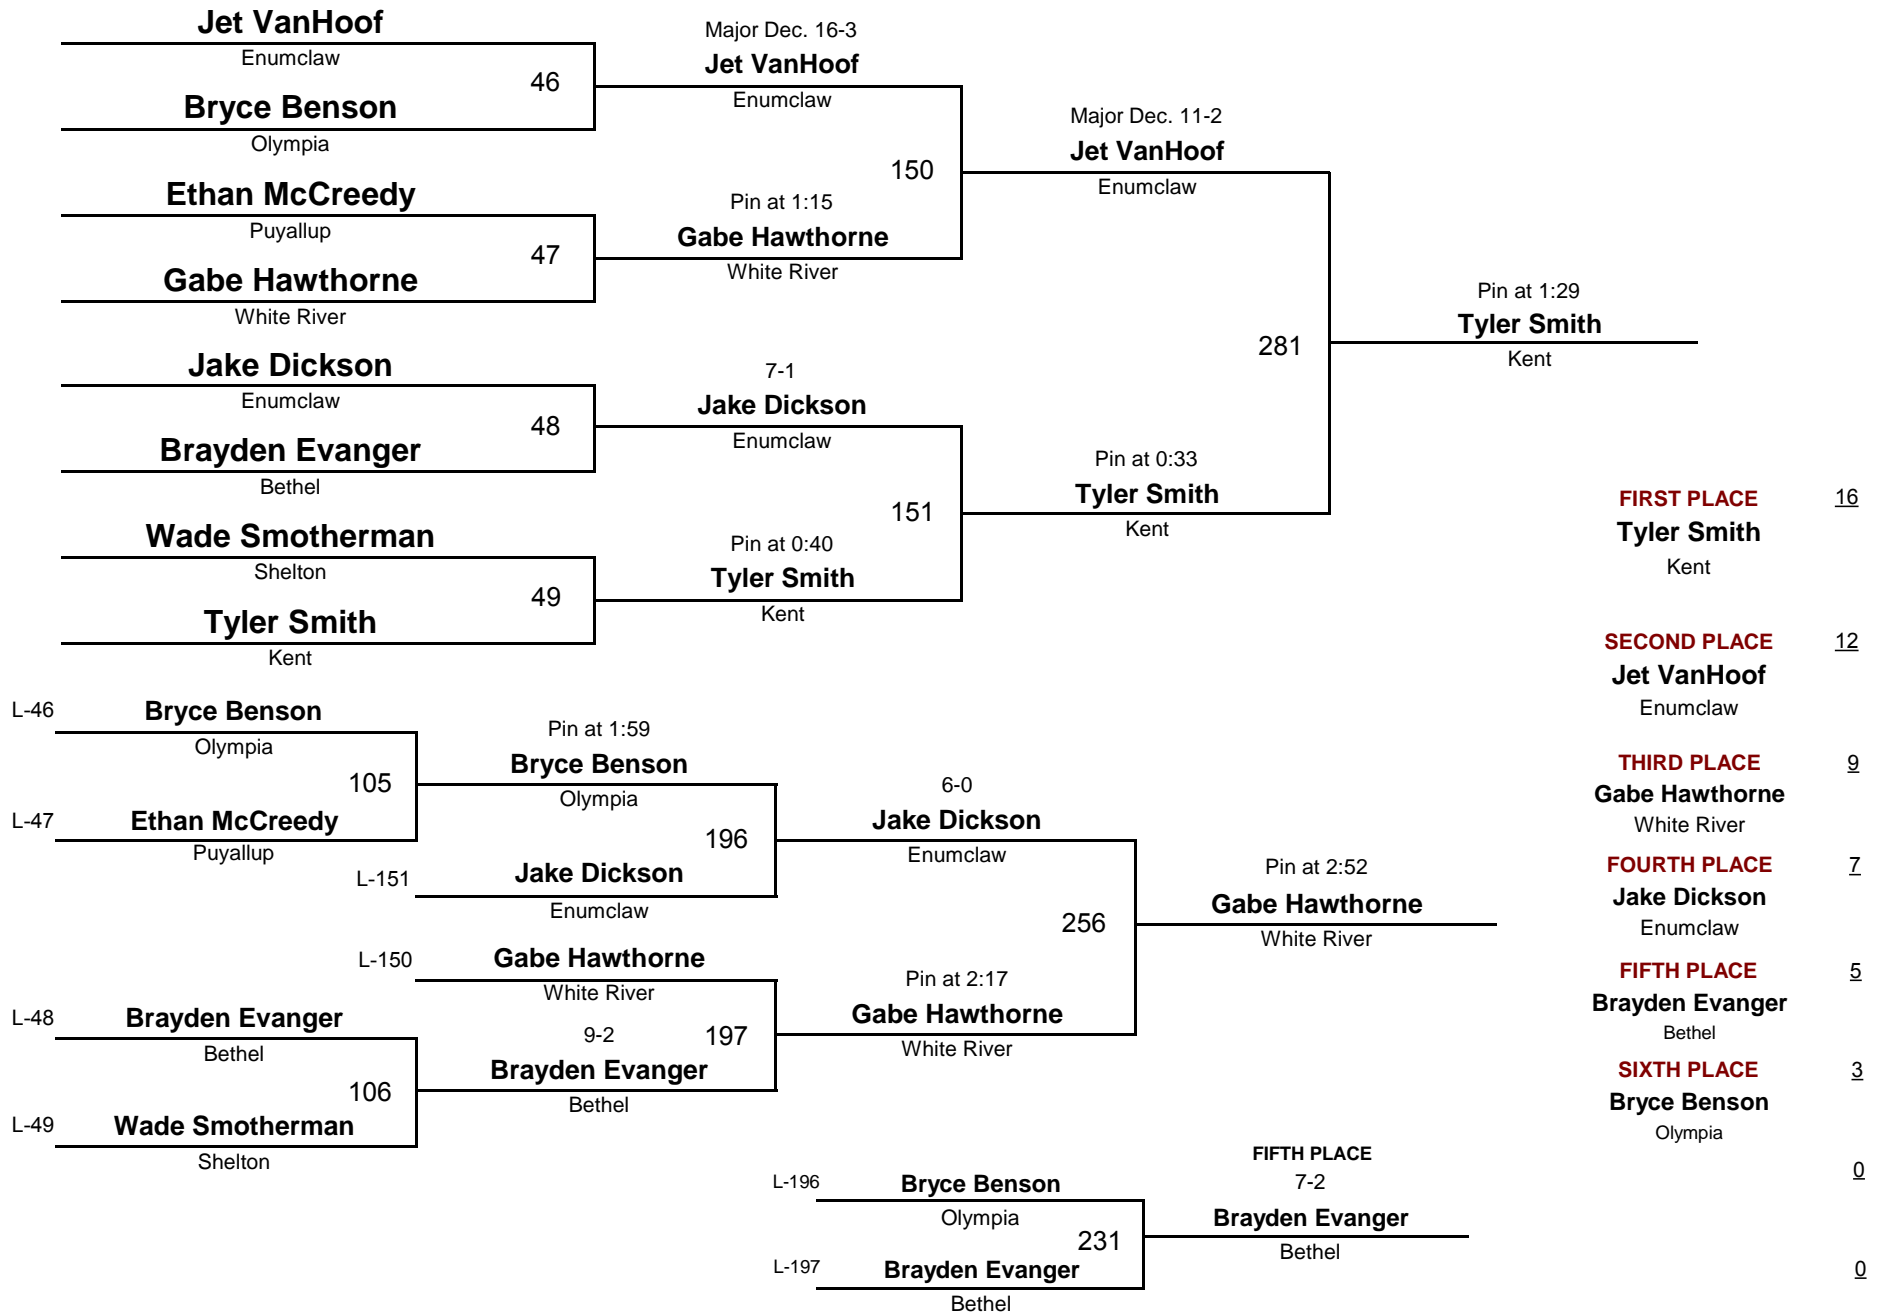 Jet VanHoof
Enumclaw
46
Bryce Benson
Olympia
Ethan McCreedy
Puyallup
47
Gabe Hawthorne
White River
Jake Dickson
Enumclaw
48
Brayden Evanger
Bethel
Wade Smotherman
Shelton
49
Tyler Smith
Kent
Major Dec. 16-3
Jet VanHoof
Enumclaw
150
Pin at 1:15
Gabe Hawthorne
White River
7-1
Jake Dickson
Enumclaw
151
Pin at 0:40
Tyler Smith
Kent
Major Dec. 11-2
Jet VanHoof
Enumclaw
281
Pin at 0:33
Tyler Smith
Kent
Pin at 1:29
Tyler Smith
Kent
L-46 Bryce Benson
Olympia
105
L-47 Ethan McCreedy
Puyallup
Pin at 1:59
Bryce Benson
Olympia
196
L-151 Jake Dickson
Enumclaw
L-150 Gabe Hawthorne
White River
197
L-48 Brayden Evanger
Bethel
106
L-49 Wade Smotherman
Shelton
9-2
Brayden Evanger
Bethel
6-0
Jake Dickson
Enumclaw
256
Pin at 2:17
Gabe Hawthorne
White River
Pin at 2:52
Gabe Hawthorne
White River
L-196 Bryce Benson
Olympia
231
L-197 Brayden Evanger
Bethel
FIFTH PLACE
7-2
Brayden Evanger
Bethel
FIRST PLACE 16
Tyler Smith
Kent
SECOND PLACE 12
Jet VanHoof
Enumclaw
THIRD PLACE 9
Gabe Hawthorne
White River
FOURTH PLACE 7
Jake Dickson
Enumclaw
FIFTH PLACE 5
Brayden Evanger
Bethel
SIXTH PLACE 3
Bryce Benson
Olympia
0
0